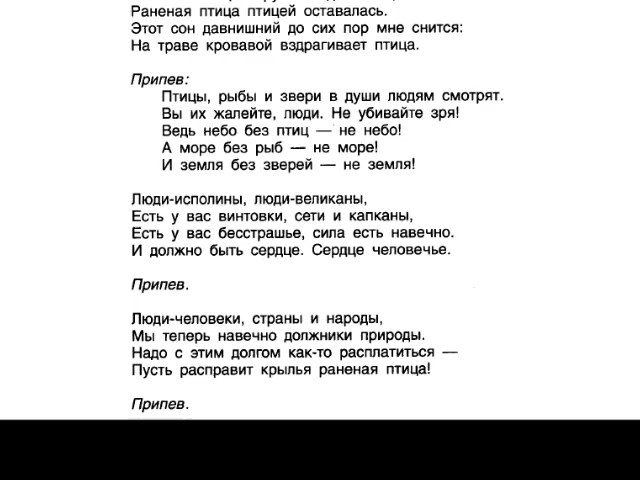 Раненая птица птицей оставалась.
Этот сон давнишний до сих пор мне снится:
На траве кровавой вздрагивает птица.
Припев:
Птицы, рыбы и звери в души людям смотрят.
Вы их жалейте, люди. Не убивайте зря!
Ведь небо без птиц — не небо!
А море без рыб — не море!
И земля без зверей — не земля!
Люди-исполины, люди-великаны,
Есть у вас винтовки, сети и капканы,
Есть у вас бесстрашье, сила есть навечно.
И должно быть сердце. Сердце человечье.
Припев.
Люди-человеки, страны и народы,
Мы теперь навечно должники природы.
Надо с этим долгом как-то расплатиться —
Пусть расправит крылья раненая птица!
Припев.